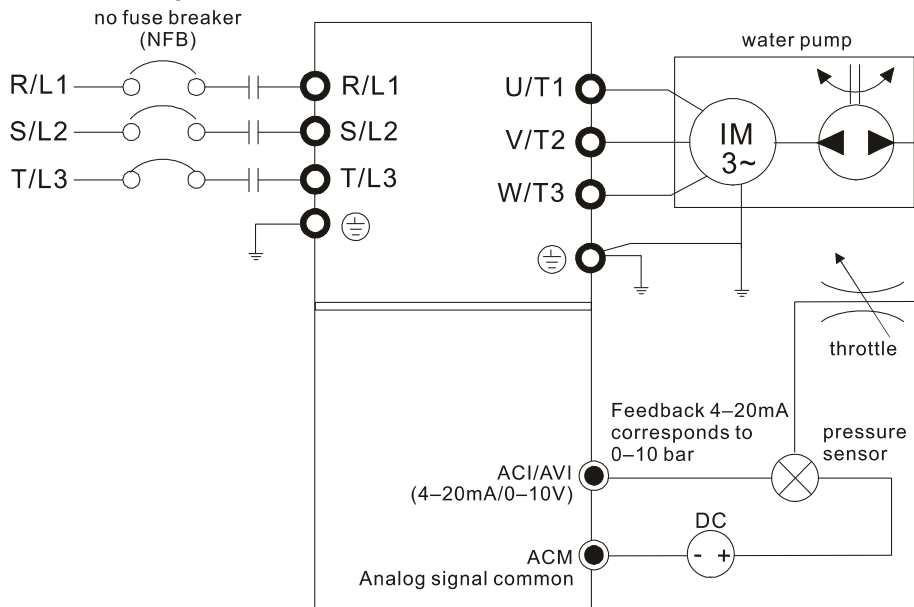 no fuse breaker
(NFB)
water pump
R/L1
R/L1
U/T1
S/L2
S/L2
V/T2
IM
3~
T/L3
T/L3
W/T3
throttle
Feedback 4–20mA
corresponds to
0–10 bar
pressure
sensor
ACI/AVI
(4–20mA/0–10V)
DC
- +
ACM
Analog signal common